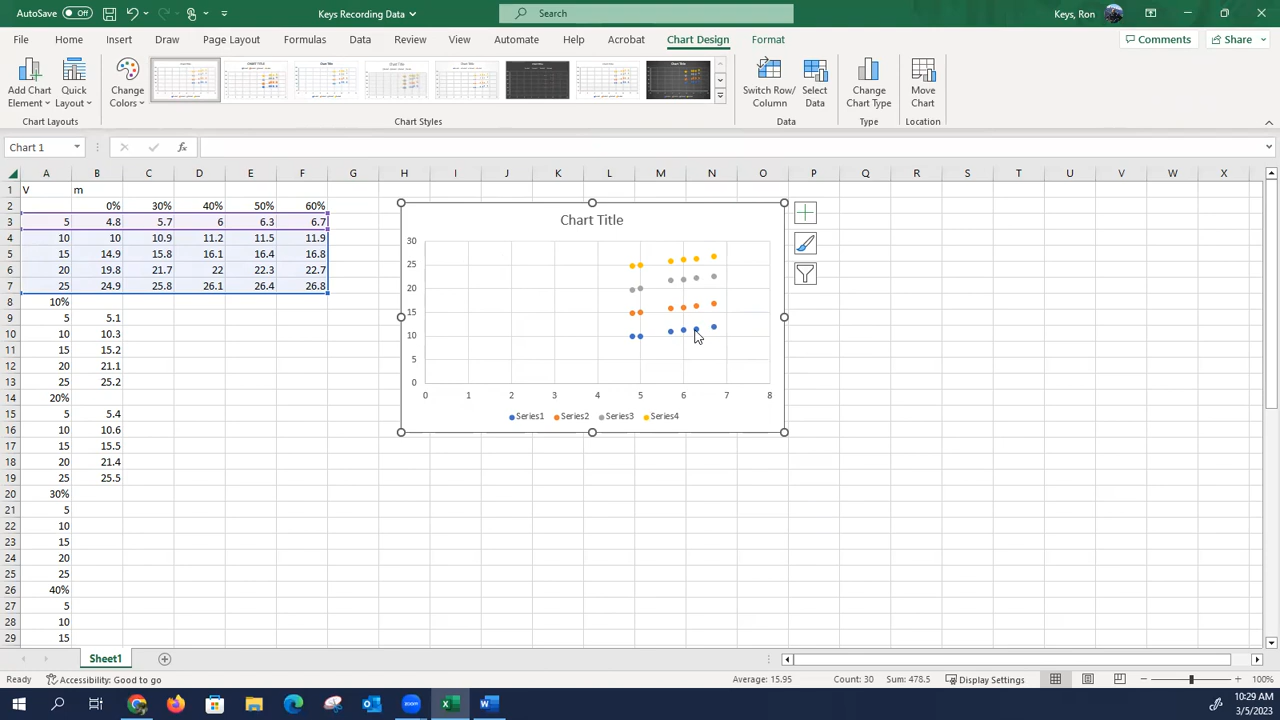 AutoSave Off Keys Recording Data Search Keys, Ron
File Home Insert Draw Page Layout Formulas Data Review View Automate Help Acrobat Chart Design Format Comments Share
Add Chart Element Quick Layout Change Colors Switch Row/ Column Select Data Change Chart Type Move Chart
Chart Layouts Chart Styles Data Type Location
Chart 1 fx
A B C D E F G H I J K L M N O P Q R S T U V W X
1 V m
2 0% 30% 40% 50% 60%
3 5 4.8 5.7 6 6.3 6.7
4 10 10 10.9 11.2 11.5 11.9
5 15 14.9 15.8 16.1 16.4 16.8
6 20 19.8 21.7 22 22.3 22.7
7 25 24.9 25.8 26.1 26.4 26.8
8 10%
9 5 5.1
10 10 10.3
11 15 15.2
12 20 21.1
13 25 25.2
14 20%
15 5 5.4
16 10 10.6
17 15 15.5
18 20 21.4
19 25 25.5
20 30%
21 5
22 10
23 15
24 20
25 25
26 40%
27 5
28 10
29 15
Chart Title
30
25
20
15
10
5
0
0 1 2 3 4 5 6 7 8
Series1 Series2 Series3 Series4
Sheet1
Ready Accessibility: Good to go Average: 15.95 Count: 30 Sum: 478.5 Display Settings 100%
10:29 AM
3/5/2023